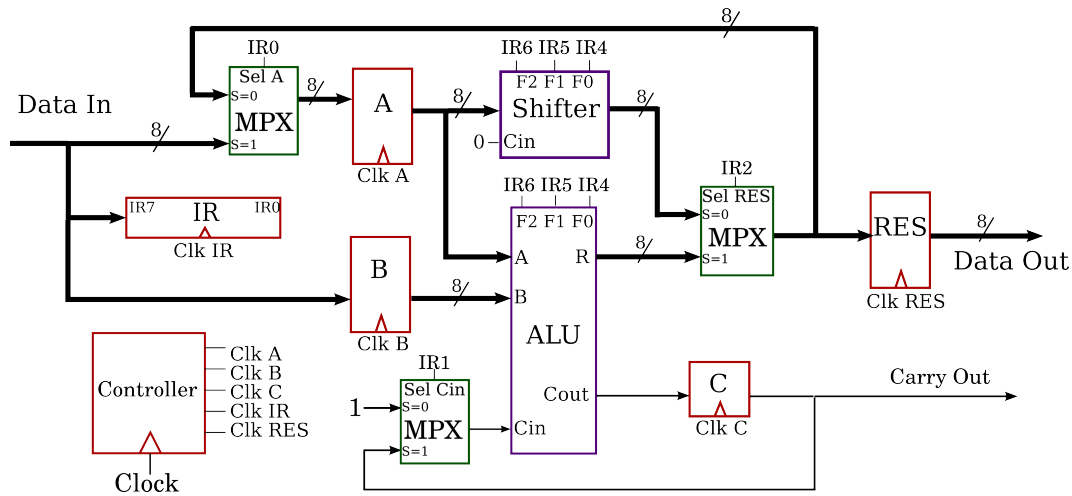 8
IR0
Sel A
S=0
MPX
S=1
8
A
Clk A
8
IR6 IR5 IR4
F2 F1 F0
Shifter
0
Cin
8
Data In
8
IR7
IR
IR0
Clk IR
B
Clk B
8
IR6 IR5 IR4
F2 F1 F0
A
R
B
ALU
Cout
Cin
8
IR2
Sel RES
S=0
MPX
S=1
RES
Clk RES
8
Data Out
Controller
Clk A
Clk B
Clk C
Clk IR
Clk RES
Clock
IR1
Sel Cin
1
S=0
MPX
S=1
C
Clk C
Carry Out